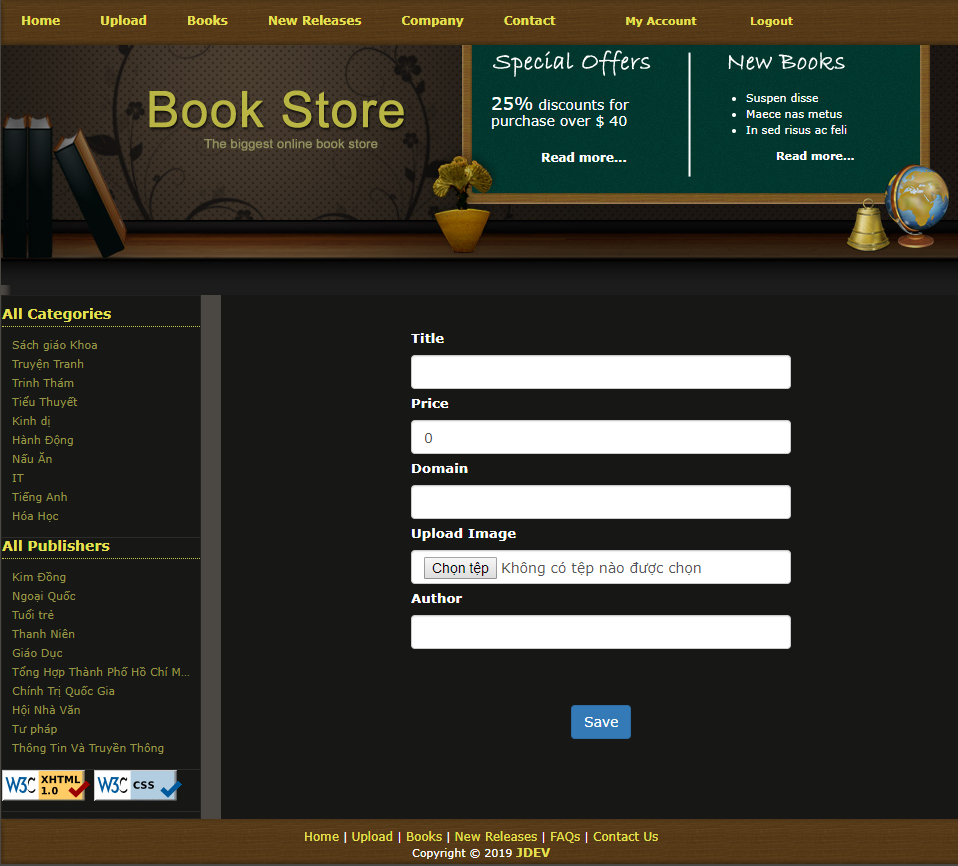 Home Upload Books New Releases Company Contact My Account Logout
Book Store
The biggest online book store
Special Offers
25% discounts for
purchase over $ 40
Read more...
New Books
Suspen disse
Maece nas metus
In sed risus ac feli
Read more...
All Categories
Sách giáo Khoa
Truyện Tranh
Trinh Thám
Tiểu Thuyết
Kinh dị
Hành Động
Nấu Ăn
IT
Tiếng Anh
Hóa Học
All Publishers
Kim Đồng
Ngoại Quốc
Tuổi trẻ
Thanh Niên
Giáo Dục
Tổng Hợp Thành Phố Hồ Chí M...
Chính Trị Quốc Gia
Hội Nhà Văn
Tư pháp
Thông Tin Và Truyền Thông
W3C XHTML 1.0
W3C CSS
Title
Price
0
Domain
Upload Image
Chọn tệp Không có tệp nào được chọn
Author
Save
Home | Upload | Books | New Releases | FAQs | Contact Us
Copyright © 2019 JDEV